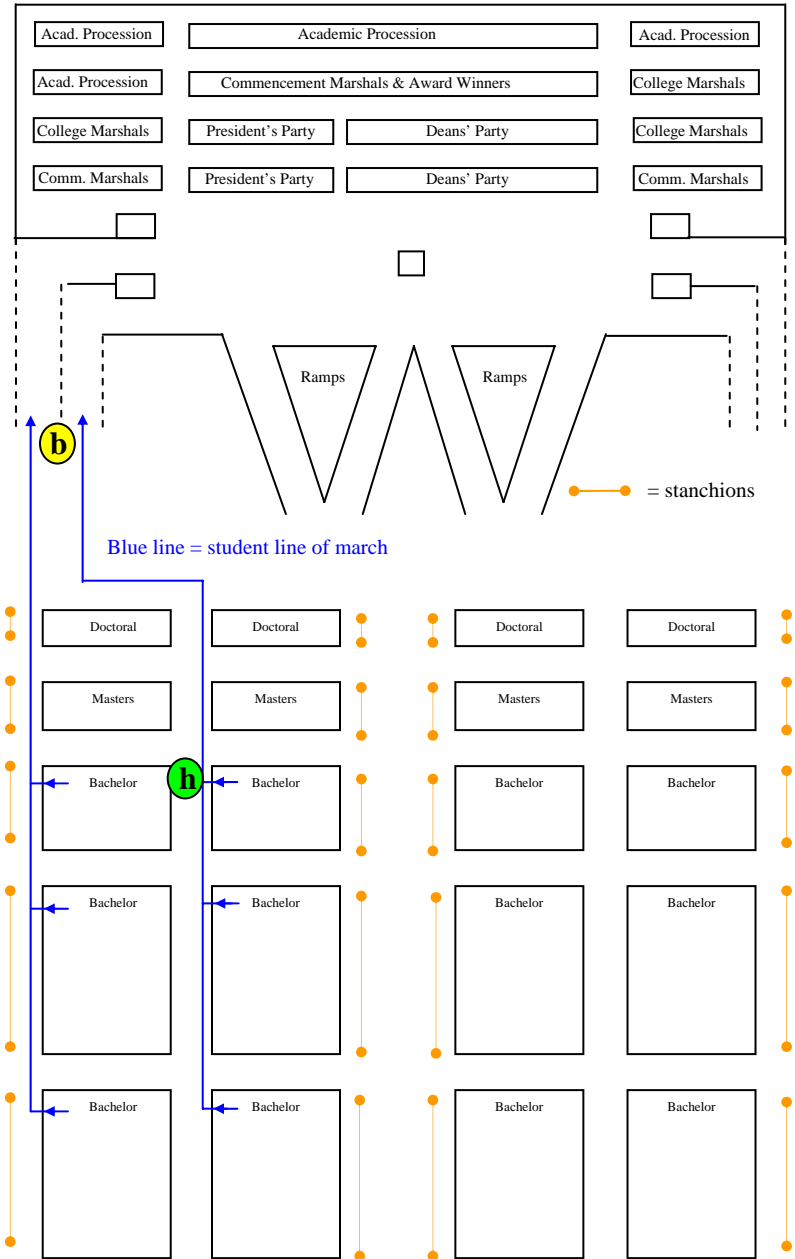 Acad. Procession Academic Procession Acad. Procession
Acad. Procession Commencement Marshals & Award Winners College Marshals
College Marshals President’s Party Deans’ Party College Marshals
Comm. Marshals President’s Party Deans’ Party Comm. Marshals
Ramps Ramps
b
= stanchions
Blue line = student line of march
Doctoral Doctoral Doctoral Doctoral
Masters Masters Masters Masters
Bachelor h Bachelor Bachelor Bachelor
Bachelor Bachelor Bachelor Bachelor
Bachelor Bachelor Bachelor Bachelor